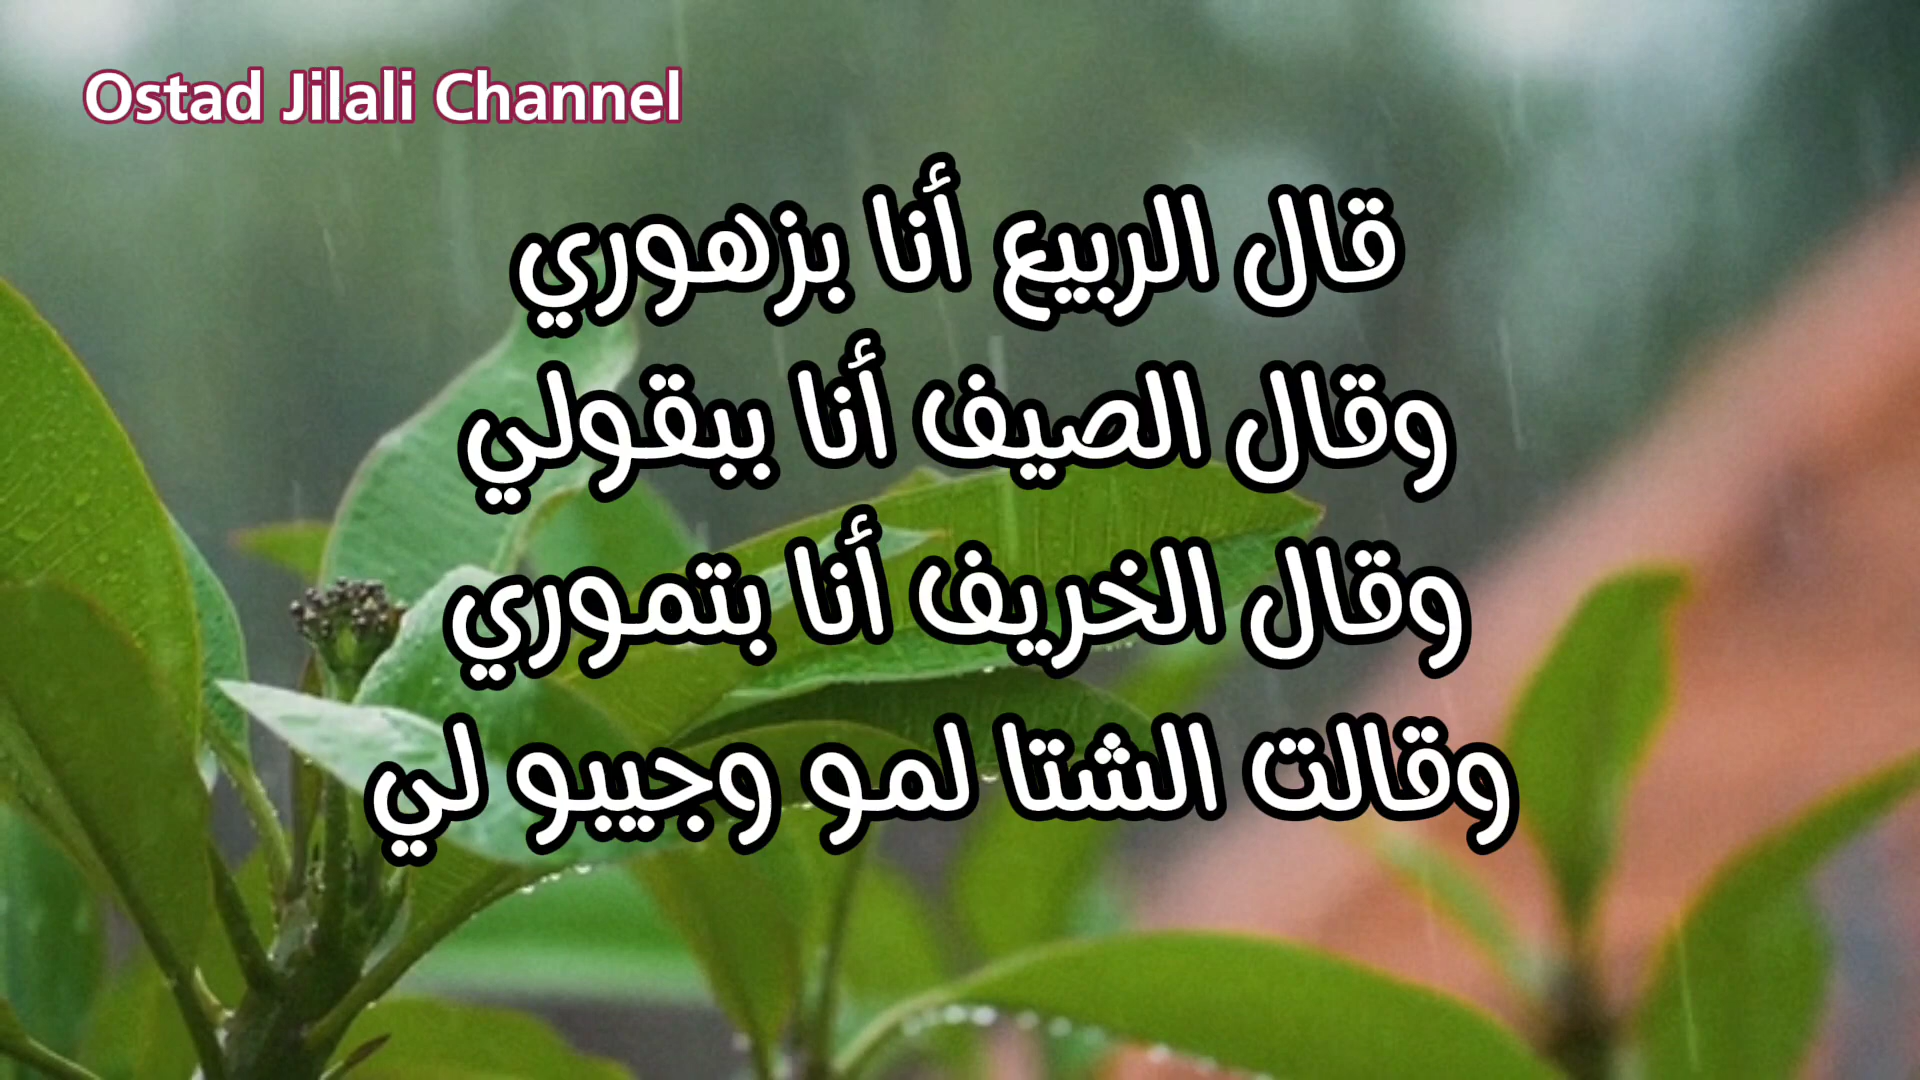 Ostad Jilali Channel
قال الربيع أنا بزهوري
وقال الصيف أنا ببقولي
وقال الخريف أنا بتموري
وقالت الشتا لمو وجيبو لي